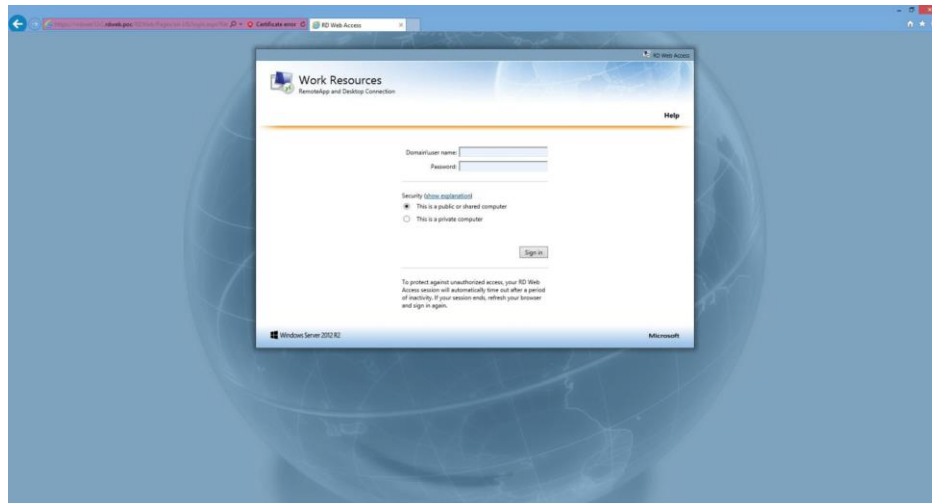 rdweb.poc
Certificate error
RD Web Access
RD Web Access
Work Resources
RemoteApp and Desktop Connection
Help
Domain\user name:
Password:
Security (show explanation)
This is a public or shared computer
This is a private computer
Sign in
To protect against unauthorized access, your RD Web
Access session will automatically time out after a period
of inactivity. If your session ends, refresh your browser
and sign in again.
Windows Server 2012 R2
Microsoft